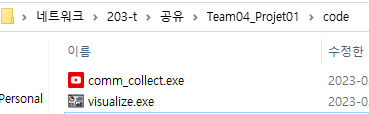 > 네트워크 > 203-t > 공유 > Team04_Projet01 > code
이름 수정한
comm_collect.exe 2023-0
Personal visualize.exe 2023-0